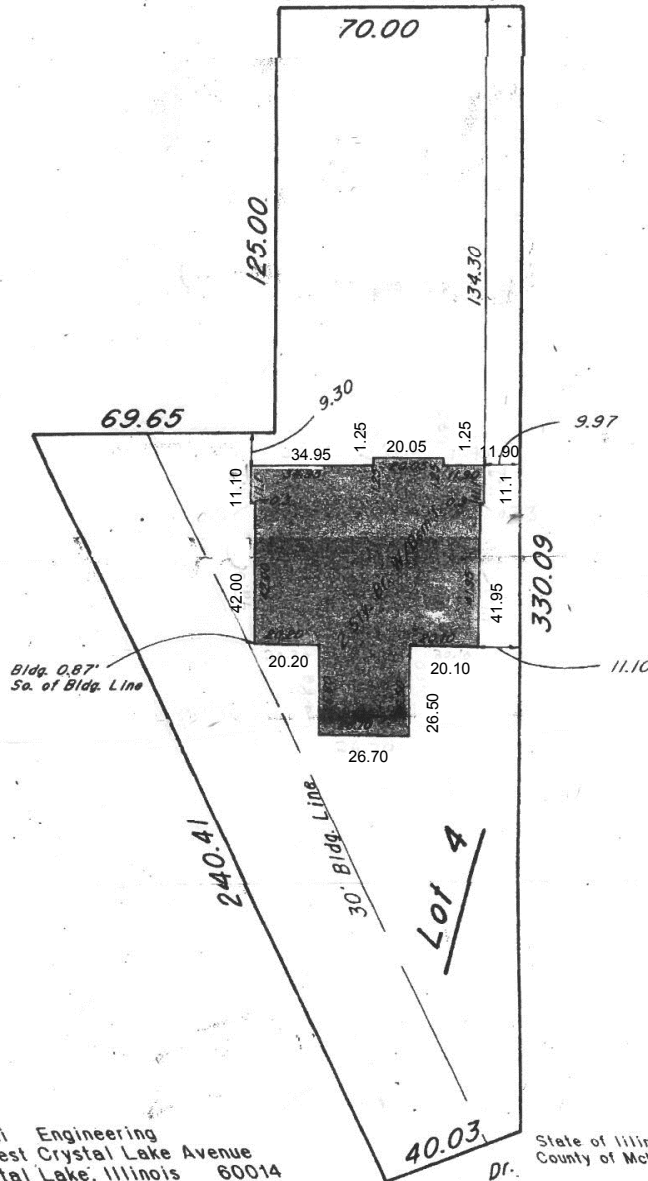 70.00
125.00
134.30
69.65
9.30
9.97
34.95
1.25
20.05
1.25
11.90
11.10
11.1
42.00
41.95
330.09
Bldg. 0.87'
So. of Bldg. Line
20.20
20.10
11.10
26.50
26.70
240.41
30' Bldg. Line
Lot 4
40.03
Dr.
i Engineering
est Crystal Lake Avenue
tal Lake, Illinois 60014
State of Illin
County of Mc